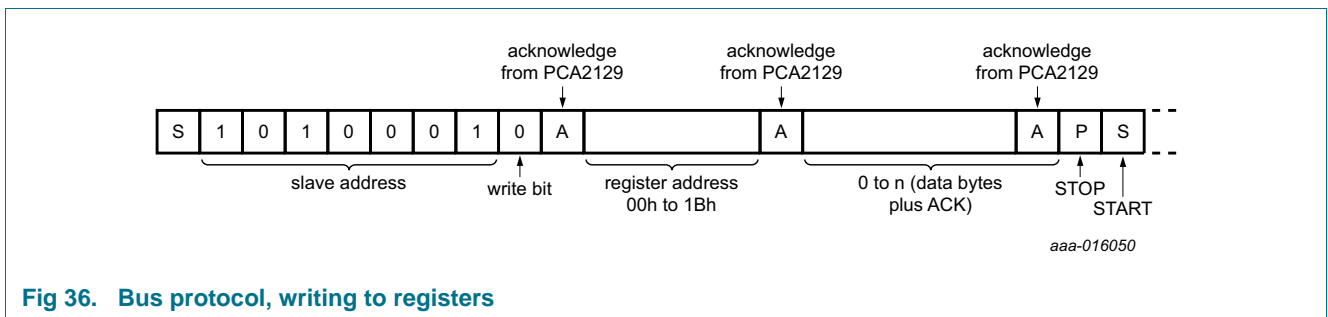 acknowledge
from PCA2129
acknowledge
from PCA2129
acknowledge
from PCA2129
S 1 0 1 0 0 0 1 0 A A A P S
slave address
write bit
register address
00h to 1Bh
0 to n (data bytes
plus ACK)
STOP
START
aaa-016050
Fig 36. Bus protocol, writing to registers